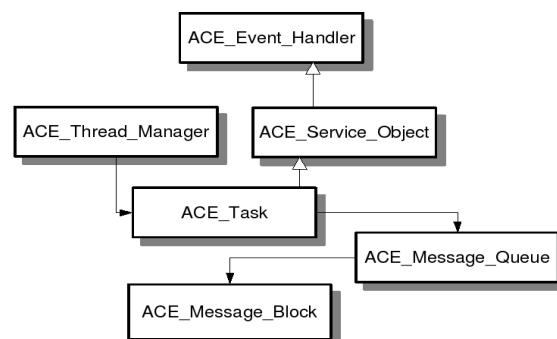 ACE_Event_Handler
ACE_Thread_Manager
ACE_Service_Object
ACE_Task
ACE_Message_Queue
ACE_Message_Block